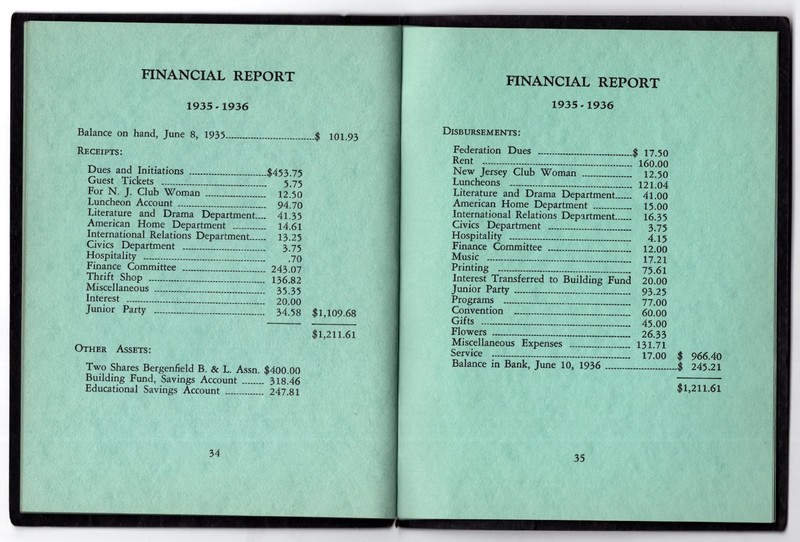 FINANCIAL REPORT
1935 - 1936
Balance on hand, June 8, 1935..............................$ 101.93
RECEIPTS:
Dues and Initiations ..........................$453.75
Guest Tickets .................................. 5.75
For N. J. Club Woman ...................... 12.50
Luncheon Account ........................... 94.70
Literature and Drama Department.... 41.35
American Home Department ........... 14.61
International Relations Department...... 13.25
Civics Department ........................... 3.75
Hospitality ....................................... .70
Finance Committee ........................... 243.07
Thrift Shop ....................................... 136.82
Miscellaneous .................................. 35.35
Interest .............................................. 20.00
Junior Party ...................................... 34.58 $1,109.68
$1,211.61
OTHER ASSETS:
Two Shares Bergenfield B. & L. Assn. $400.00
Building Fund, Savings Account ........ 318.46
Educational Savings Account .............. 247.81
34
FINANCIAL REPORT
1935 - 1936
DISBURSEMENTS:
Federation Dues ................................$ 17.50
Rent .................................................. 160.00
New Jersey Club Woman .................. 12.50
Luncheons ......................................... 121.04
Literature and Drama Department...... 41.00
American Home Department ............. 15.00
International Relations Department...... 16.35
Civics Department ............................. 3.75
Hospitality ......................................... 4.15
Finance Committee ............................. 12.00
Music ................................................. 17.21
Printing .............................................. 75.61
Interest Transferred to Building Fund 20.00
Junior Party ....................................... 93.25
Programs ............................................ 77.00
Convention ......................................... 60.00
Gifts ................................................... 45.00
Flowers ............................................... 26.33
Miscellaneous Expenses ..................... 131.71
Service ................................................ 17.00 $ 966.40
Balance in Bank, June 10, 1936 ........................$ 245.21
$1,211.61
35